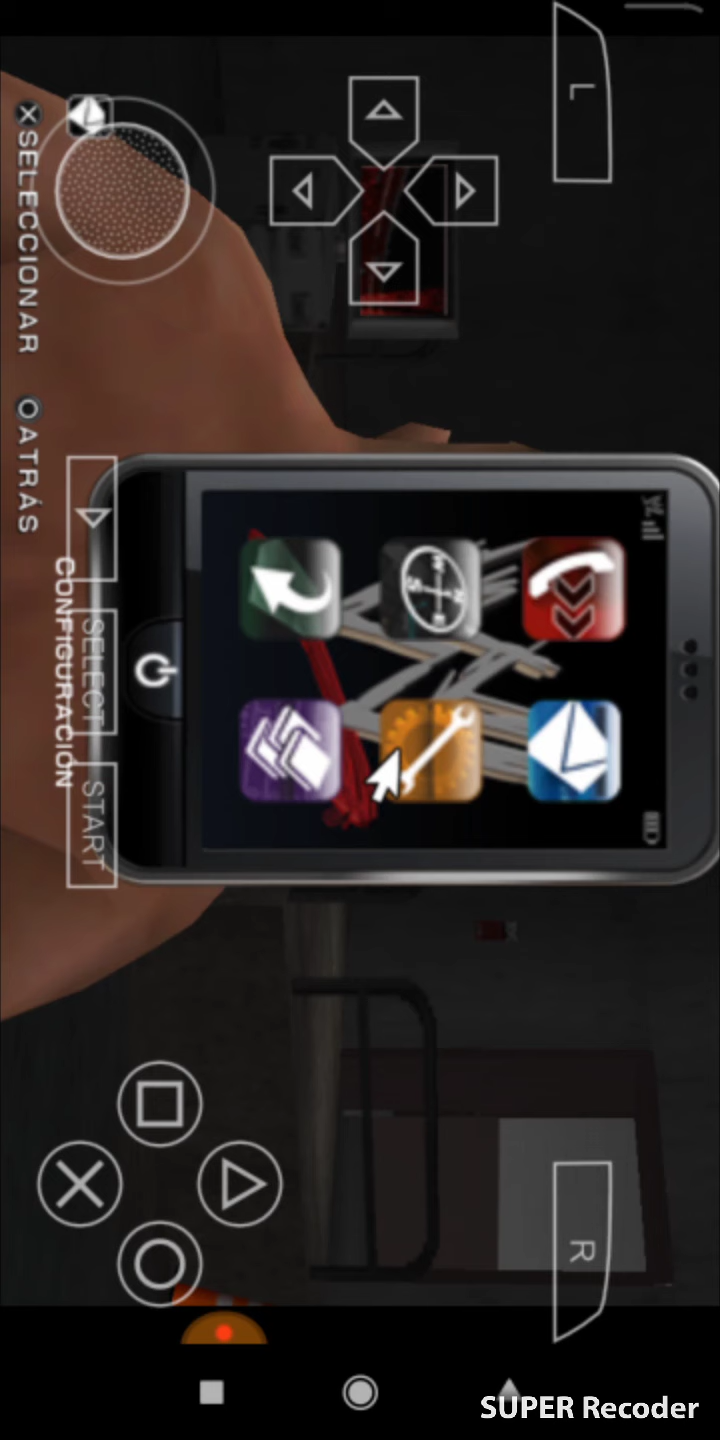 L
SELECCIONAR
ATRÁS
CONFIGURACIÓN
SELECT
START
R
SUPER Recoder